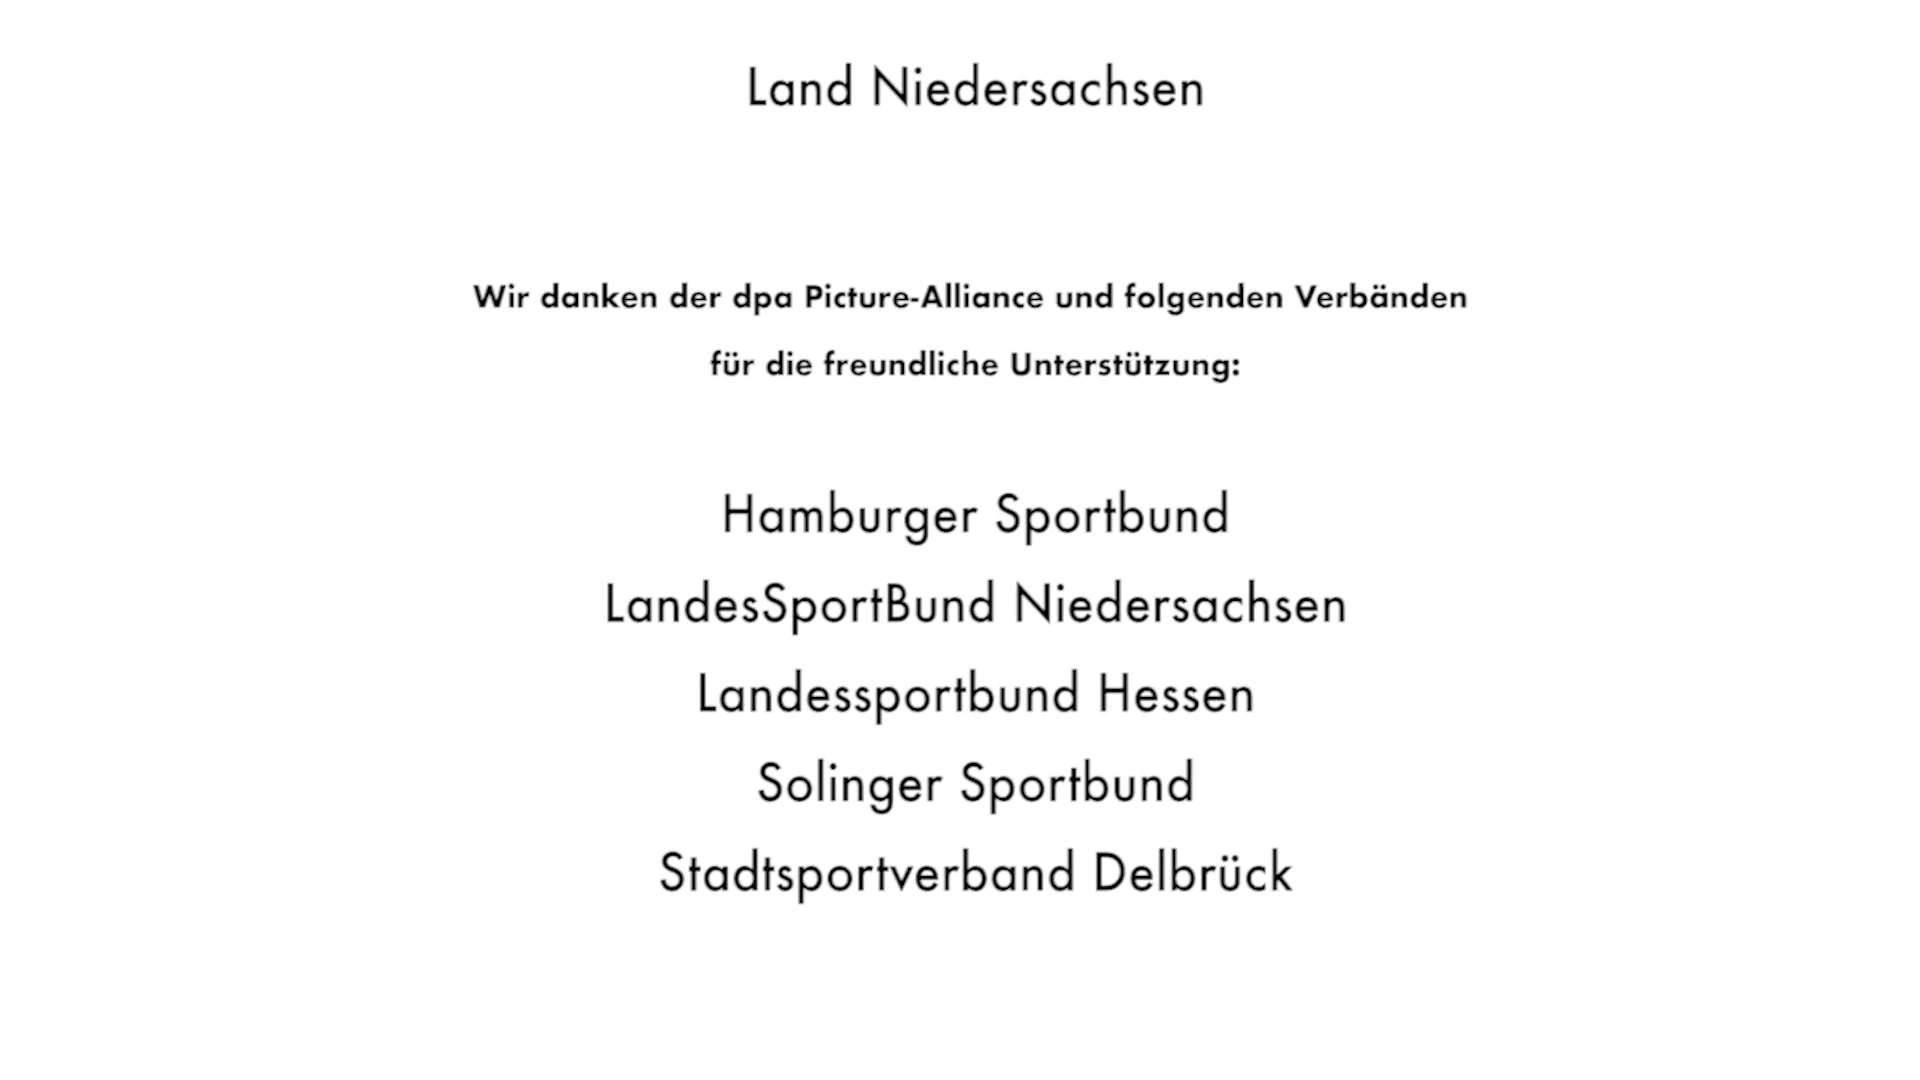 Land Niedersachsen
Wir danken der dpa Picture-Alliance und folgenden Verbänden
für die freundliche Unterstützung:
Hamburger Sportbund
LandesSportBund Niedersachsen
Landessportbund Hessen
Solinger Sportbund
Stadtsportverband Delbrück